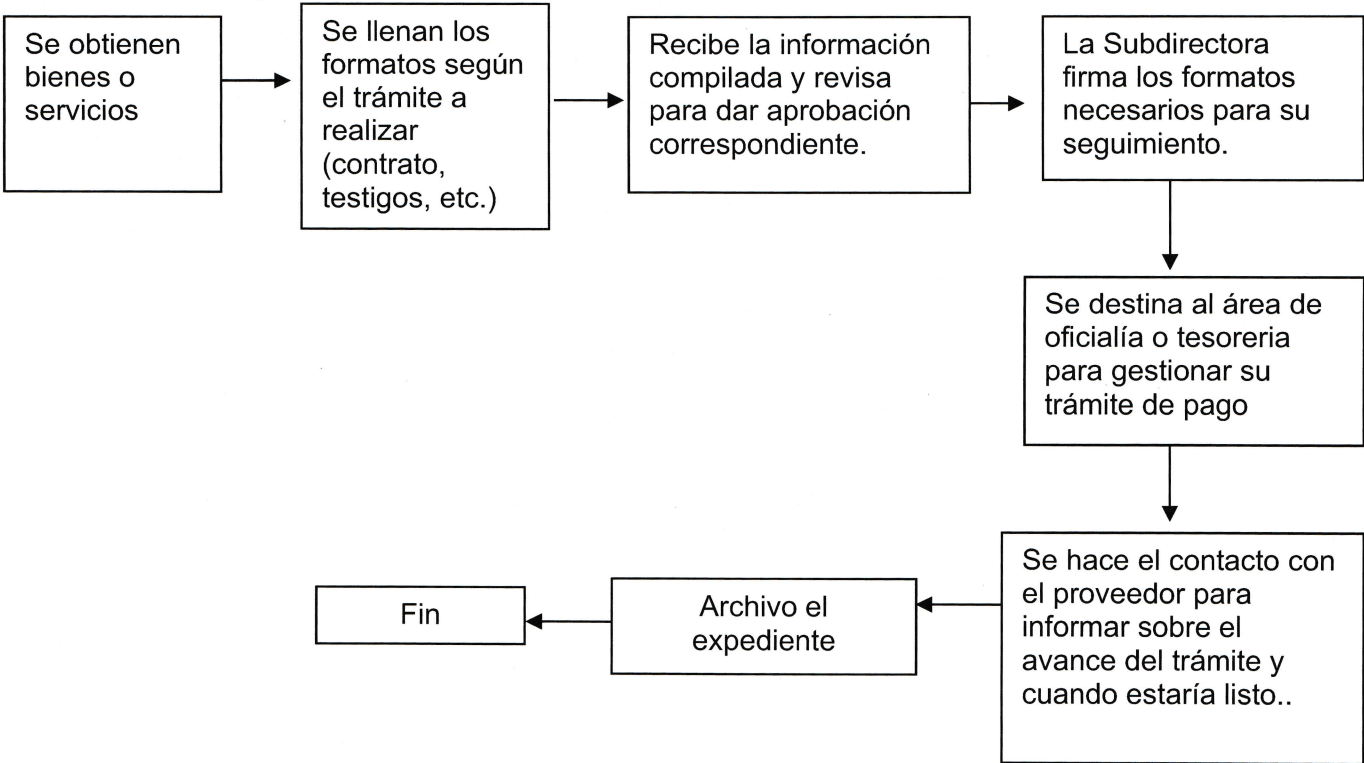 Se obtienen
bienes o
servicios
Se llenan los
formatos según
el trámite a
realizar
(contrato,
testigos, etc.)
Recibe la información
compilada y revisa
para dar aprobación
correspondiente.
La Subdirectora
firma los formatos
necesarios para su
seguimiento.
Se destina al área de
oficialía o tesoreria
para gestionar su
trámite de pago
Se hace el contacto con
el proveedor para
informar sobre el
avance del trámite y
cuando estaría listo..
Archivo el
expediente
Fin